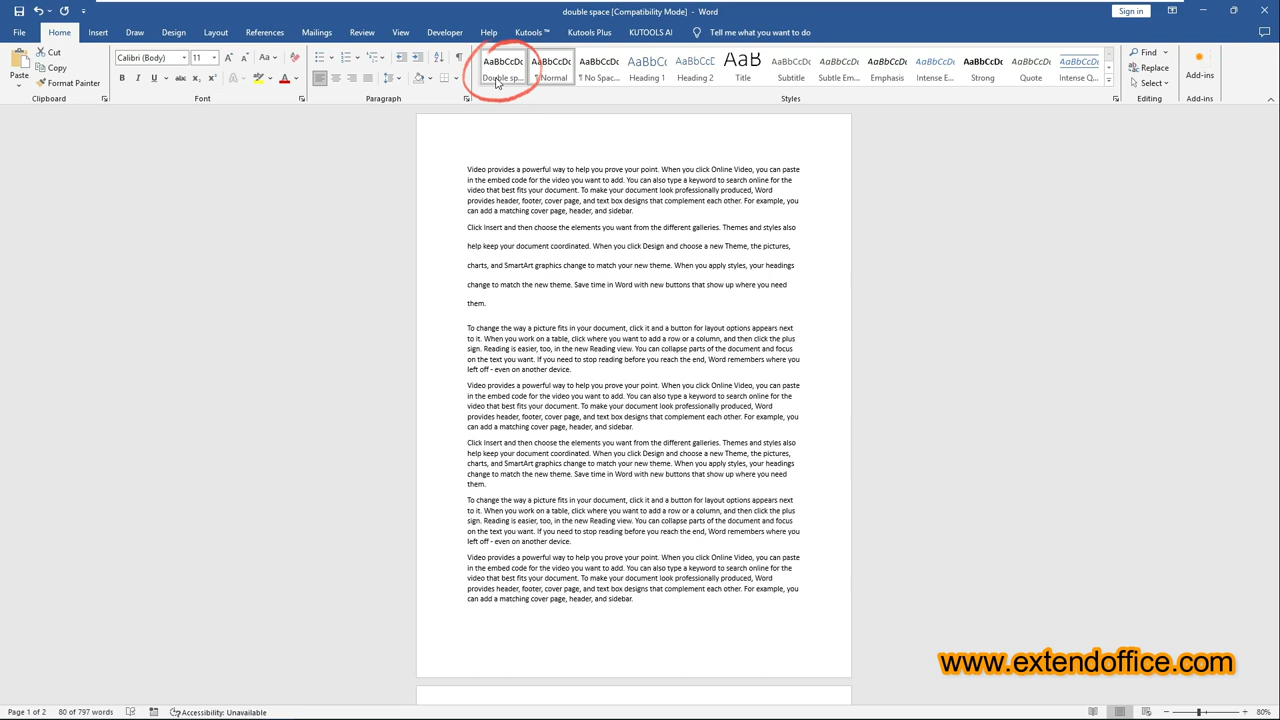 double space [Compatibility Mode] - Word
Sign in
File Home Insert Draw Design Layout References Mailings Review View Developer Help Kutools ™ Kutools Plus KUTOOLS AI Tell me what you want to do
Paste
Cut
Copy
Format Painter
Clipboard
Calibri (Body) 11
Font
Paragraph
AaBbCcDc AaBbCcDc AaBbCcDc AaBbCc AaBbCcD AaB AaBbCcD AaBbCcDc AaBbCcDc AaBbCcDc AaBbCcDc AaBbCcDc AaBbCcDc
Double sp... ¶ Normal ¶ No Spac... Heading 1 Heading 2 Title Subtitle Subtle Em... Emphasis Intense E... Strong Quote Intense Q...
Styles
Find
Replace
Select
Editing
Add-ins
Add-ins
Video provides a powerful way to help you prove your point. When you click Online Video, you can paste
in the embed code for the video you want to add. You can also type a keyword to search online for the
video that best fits your document. To make your document look professionally produced, Word
provides header, footer, cover page, and text box designs that complement each other. For example, you
can add a matching cover page, header, and sidebar.
Click Insert and then choose the elements you want from the different galleries. Themes and styles also
help keep your document coordinated. When you click Design and choose a new Theme, the pictures,
charts, and SmartArt graphics change to match your new theme. When you apply styles, your headings
change to match the new theme. Save time in Word with new buttons that show up where you need
them.
To change the way a picture fits in your document, click it and a button for layout options appears next
to it. When you work on a table, click where you want to add a row or a column, and then click the plus
sign. Reading is easier, too, in the new Reading view. You can collapse parts of the document and focus
on the text you want. If you need to stop reading before you reach the end, Word remembers where you
left off - even on another device.
Video provides a powerful way to help you prove your point. When you click Online Video, you can paste
in the embed code for the video you want to add. You can also type a keyword to search online for the
video that best fits your document. To make your document look professionally produced, Word
provides header, footer, cover page, and text box designs that complement each other. For example, you
can add a matching cover page, header, and sidebar.
Click Insert and then choose the elements you want from the different galleries. Themes and styles also
help keep your document coordinated. When you click Design and choose a new Theme, the pictures,
charts, and SmartArt graphics change to match your new theme. When you apply styles, your headings
change to match the new theme. Save time in Word with new buttons that show up where you need
them.
To change the way a picture fits in your document, click it and a button for layout options appears next
to it. When you work on a table, click where you want to add a row or a column, and then click the plus
sign. Reading is easier, too, in the new Reading view. You can collapse parts of the document and focus
on the text you want. If you need to stop reading before you reach the end, Word remembers where you
left off - even on another device.
Video provides a powerful way to help you prove your point. When you click Online Video, you can paste
in the embed code for the video you want to add. You can also type a keyword to search online for the
video that best fits your document. To make your document look professionally produced, Word
provides header, footer, cover page, and text box designs that complement each other. For example, you
can add a matching cover page, header, and sidebar.
www.extendoffice.com
Page 1 of 2 80 of 797 words Accessibility: Unavailable 80%